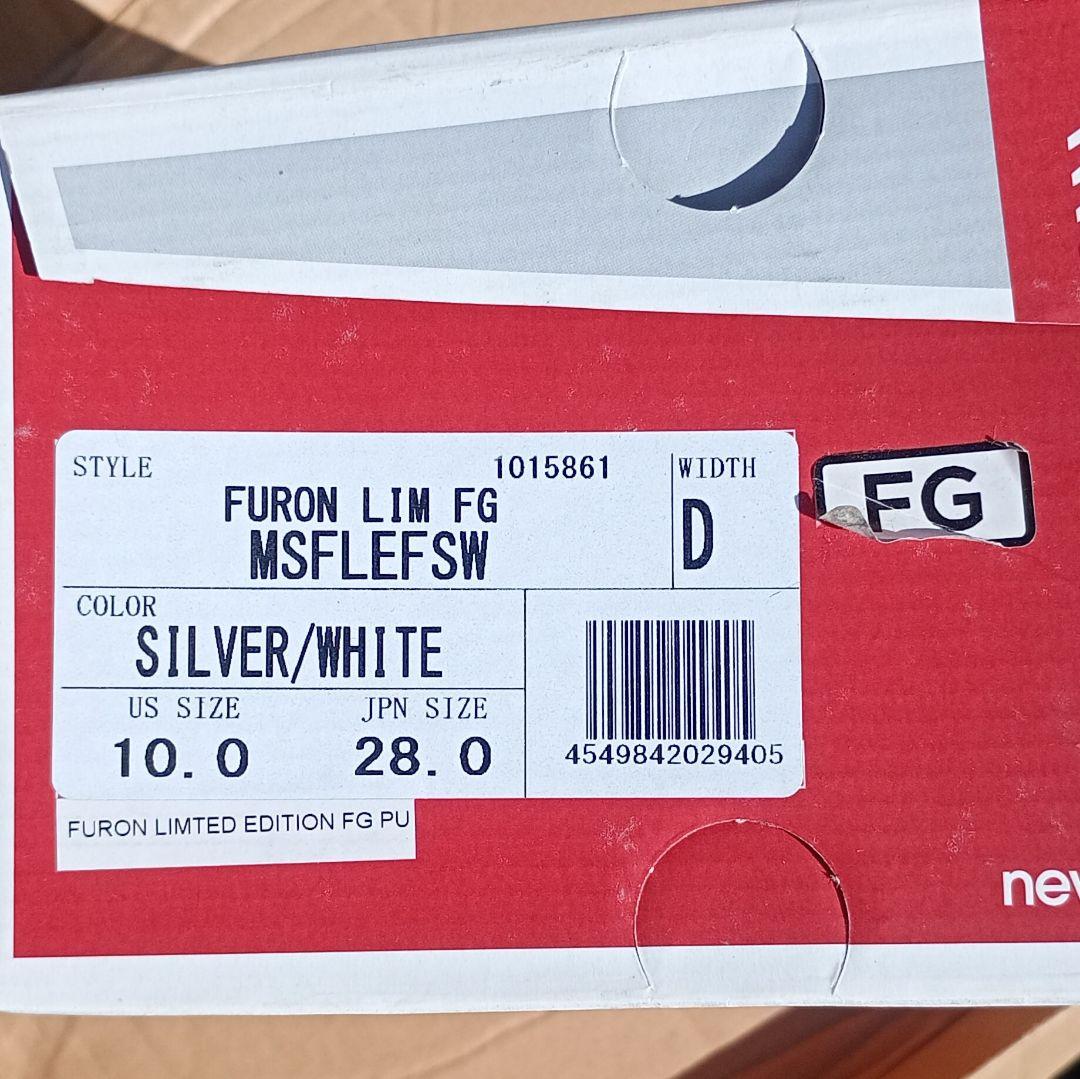 STYLE 1015861 WIDTH
FURON LIM FG
MSFLEFSW D
FG
COLOR
SILVER/WHITE
US SIZE JPN SIZE
10.0 28.0
4549842029405
FURON LIMTED EDITION FG PU